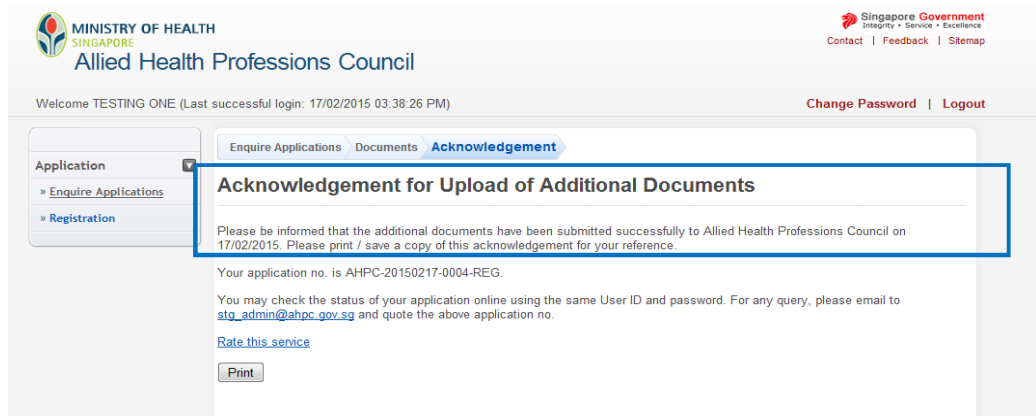 MINISTRY OF HEALTH
SINGAPORE
Allied Health Professions Council
Singapore Government
Integrity • Service • Excellence
Contact | Feedback | Sitemap
Welcome TESTING ONE (Last successful login: 17/02/2015 03:38:26 PM)
Change Password | Logout
Application
» Enquire Applications
» Registration
Enquire Applications Documents Acknowledgement
Acknowledgement for Upload of Additional Documents
Please be informed that the additional documents have been submitted successfully to Allied Health Professions Council on
17/02/2015. Please print / save a copy of this acknowledgement for your reference.
Your application no. is AHPC-20150217-0004-REG.
You may check the status of your application online using the same User ID and password. For any query, please email to
stg_admin@ahpc.gov.sg and quote the above application no.
Rate this service
Print